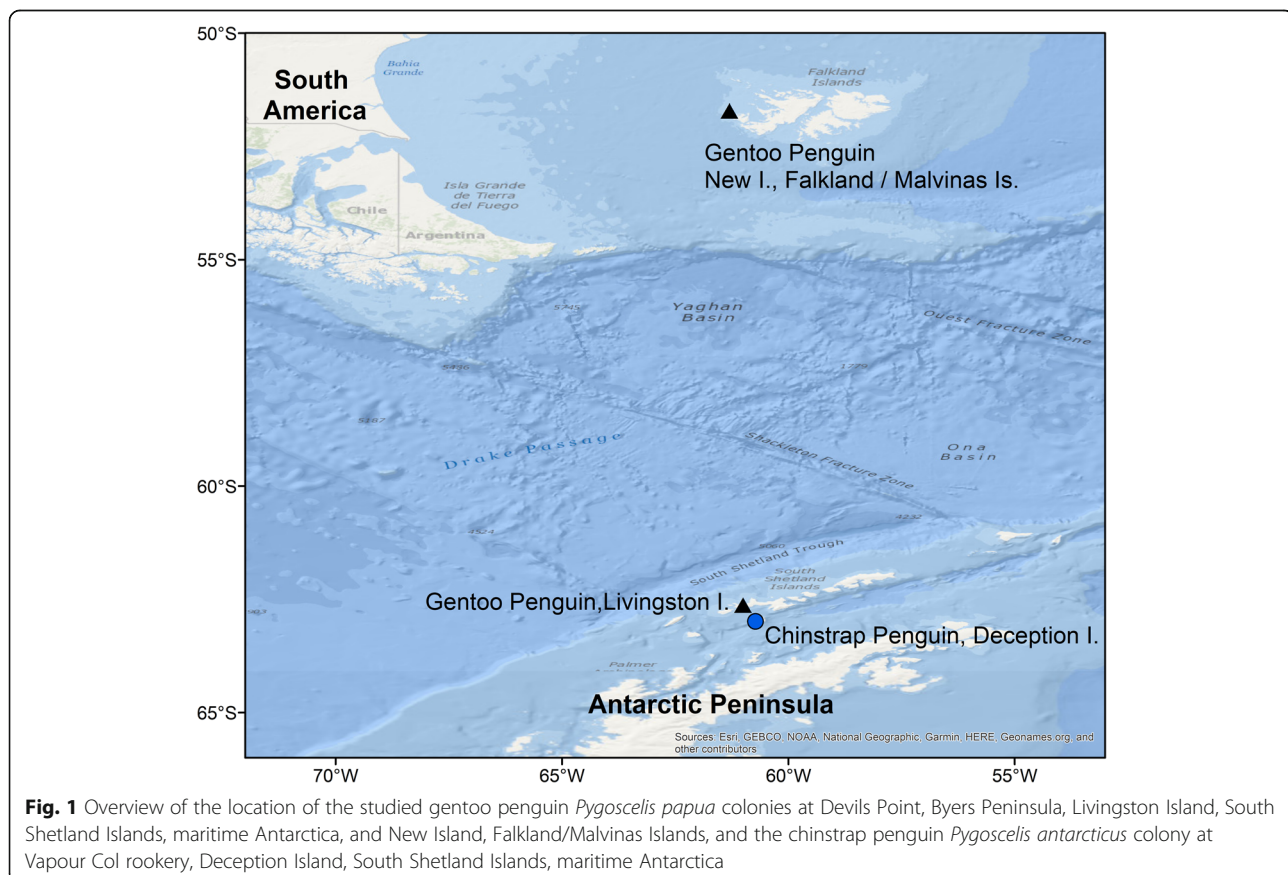 50°S
55°S
60°S
65°S
70°W
65°W
60°W
55°W
South
America
Bahia
Grande
Falkland
Islands
Gentoo Penguin
New I., Falkland / Malvinas Is.
Isla Grande
de Tierra
del Fuego
Chile
Argentina
Yaghan
Basin
5745
Ouest Fracture Zone
5430
1779
5187
Drake Passage
Shackleton Fracture Zone
Ona
Basin
4524
4232
5060
South Shetland Trough
South
Shetland
Islands
Gentoo Penguin,Livingston I.
Chinstrap Penguin, Deception I.
Palmer
Antarctic Peninsula
Sources: Esri, GEBCO, NOAA, National Geographic, Garmin, HERE, Geonames.org, and
other contributors
Fig. 1 Overview of the location of the studied gentoo penguin Pygoscelis papua colonies at Devils Point, Byers Peninsula, Livingston Island, South
Shetland Islands, maritime Antarctica, and New Island, Falkland/Malvinas Islands, and the chinstrap penguin Pygoscelis antarcticus colony at
Vapour Col rookery, Deception Island, South Shetland Islands, maritime Antarctica